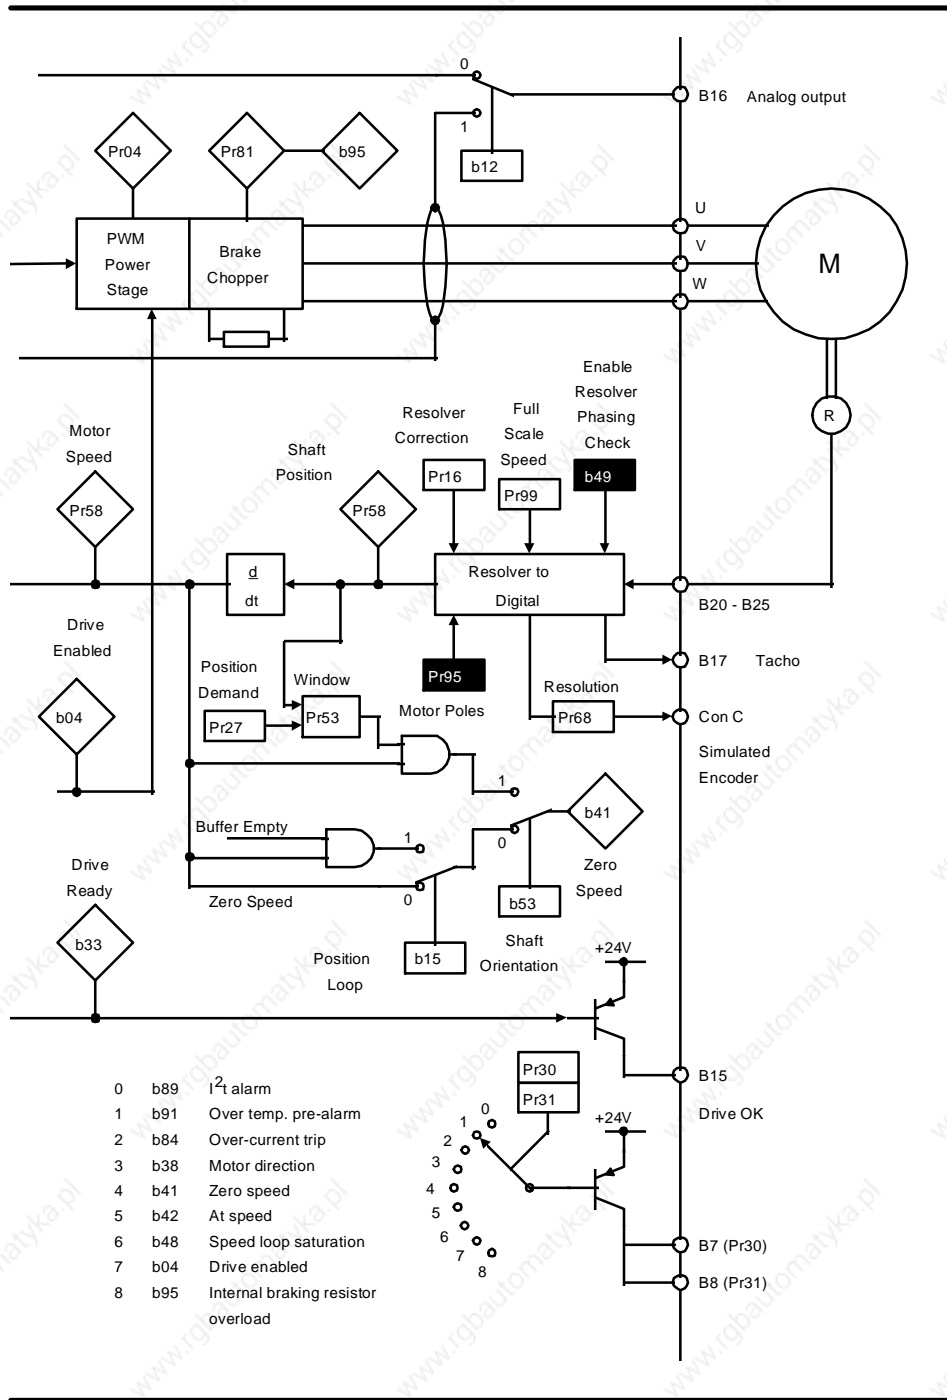 0
B16 Analog output
1
b12
Pr04
Pr81
b95
U
PWM
Power
Stage
Brake
Chopper
V
W
M
Enable
Resolver
Phasing
Check
Full
Scale
Speed
Resolver
Correction
R
Motor
Speed
Shaft
Position
Pr16
Pr99
b49
Pr58
Pr58
d
dt
Resolver to
Digital
B20 - B25
Drive
Enabled
B17 Tacho
Position
Demand
Window
Pr95
Motor Poles
Resolution
b04
Pr27
Pr53
Pr68
Con C
Simulated
Encoder
1
b41
Buffer Empty
1
0
Zero
Speed
Drive
Ready
Zero Speed
0
b53
b33
Position
Loop
b15
Shaft
Orientation
+24V
B15
Drive OK
Pr30
Pr31
+24V
0 b89 I2t alarm
1 b91 Over temp. pre-alarm
2 b84 Over-current trip
3 b38 Motor direction
4 b41 Zero speed
5 b42 At speed
6 b48 Speed loop saturation
7 b04 Drive enabled
8 b95 Internal braking resistor
overload
0
1
2
3
4
5
6
7
8
B7 (Pr30)
B8 (Pr31)
www.rgbautomatyka.pl